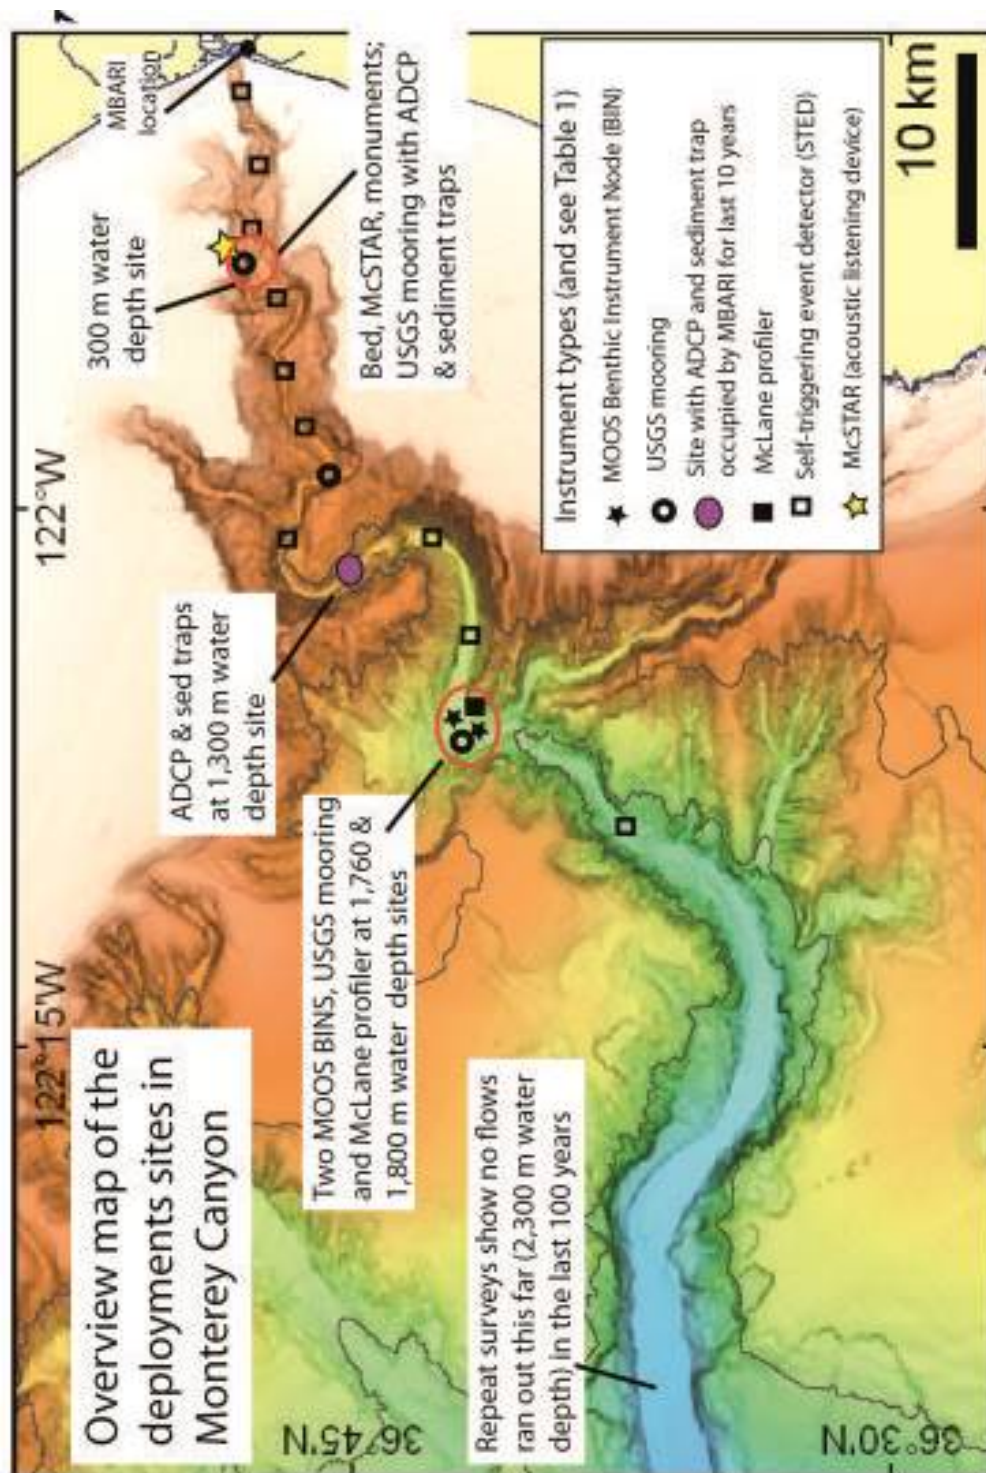 Overview map of the
deployments sites in
Monterey Canyon
122°15'W
122°W
MBARI
location
300 m water
depth site
Bed, McSTAR, monuments;
USGS mooring with ADCP
& sediment traps
ADCP & sed traps
at 1,300 m water
depth site
Two MOOS BINS, USGS mooring
and McLane profiler at 1,760 &
1,800 m water depth sites
Repeat surveys show no flows
ran out this far (2,300 m water
depth) in the last 100 years
36°45'N
36°30'N
Instrument types (and see Table 1)
MOOS Benthic Instrument Node (BIN)
USGS mooring
Site with ADCP and sediment trap
occupied by MBARI for last 10 years
McLane profiler
Self-triggering event detector (STED)
McSTAR (acoustic listening device)
10 km